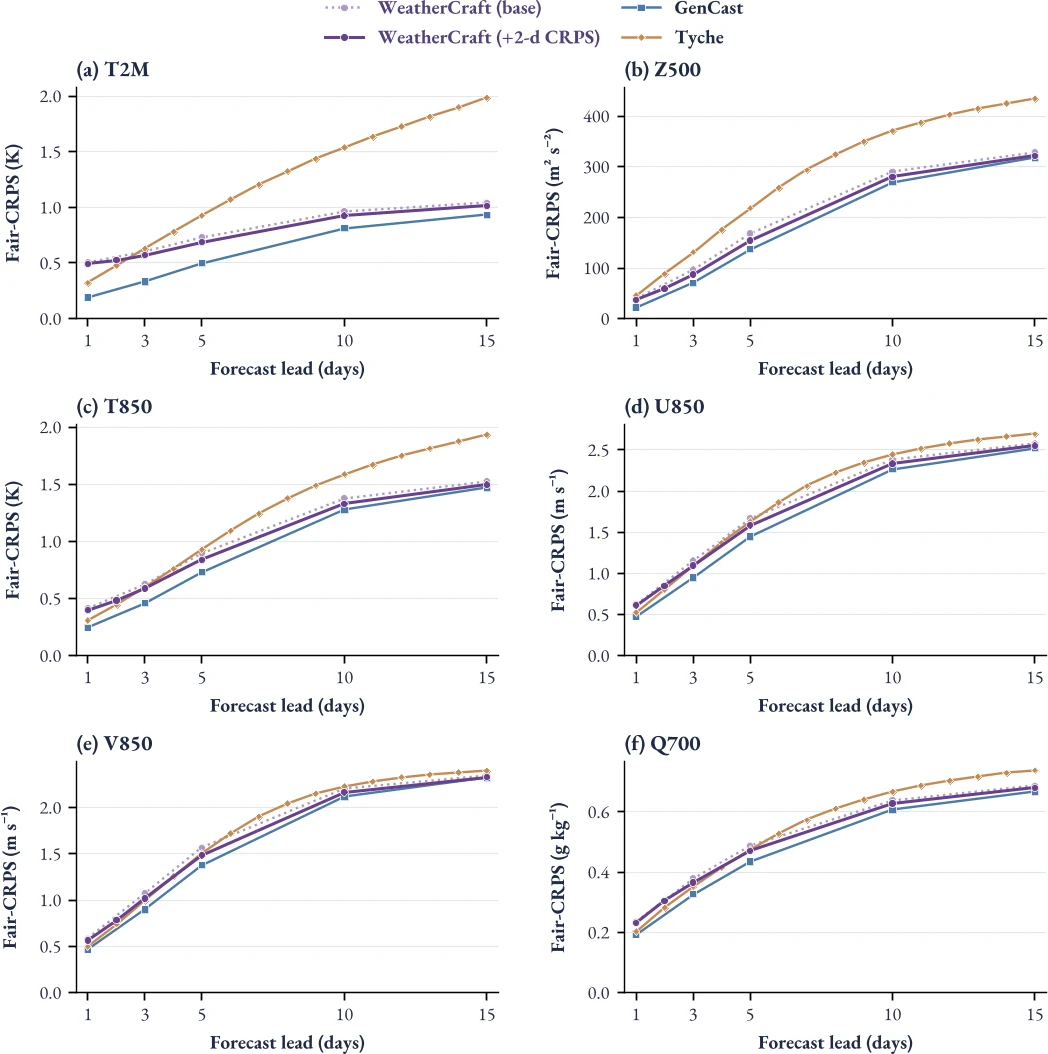 WeatherCraft (base) GenCast
WeatherCraft (+2-d CRPS) Tyche
(a) T2M
Fair-CRPS (K)
2.0
1.5
1.0
0.5
0.0
1 3 5 10 15
Forecast lead (days)
(b) Z500
Fair-CRPS (m² s⁻²)
400
300
200
100
0
1 3 5 10 15
Forecast lead (days)
(c) T850
Fair-CRPS (K)
2.0
1.5
1.0
0.5
0.0
1 3 5 10 15
Forecast lead (days)
(d) U850
Fair-CRPS (m s⁻¹)
2.5
2.0
1.5
1.0
0.5
0.0
1 3 5 10 15
Forecast lead (days)
(e) V850
Fair-CRPS (m s⁻¹)
2.0
1.5
1.0
0.5
0.0
1 3 5 10 15
Forecast lead (days)
(f) Q700
Fair-CRPS (g kg⁻¹)
0.6
0.4
0.2
0.0
1 3 5 10 15
Forecast lead (days)